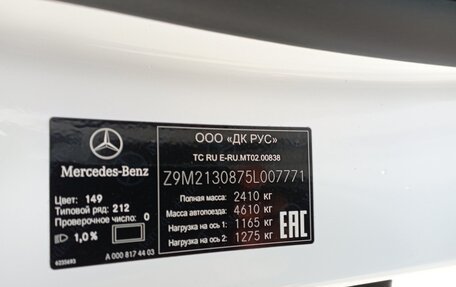 Mercedes-Benz
Цвет: 149
Типовой ряд: 212
Проверочное число: 0
1,0 %
6235693
A 000 817 44 03
ООО «ДК РУС»
TC RU E-RU.MT02.00838
Z9M2130875L007771
Полная масса: 2410 кг
Масса автопоезда: 4610 кг
Нагрузка на ось 1: 1165 кг
Нагрузка на ось 2: 1275 кг
EAC